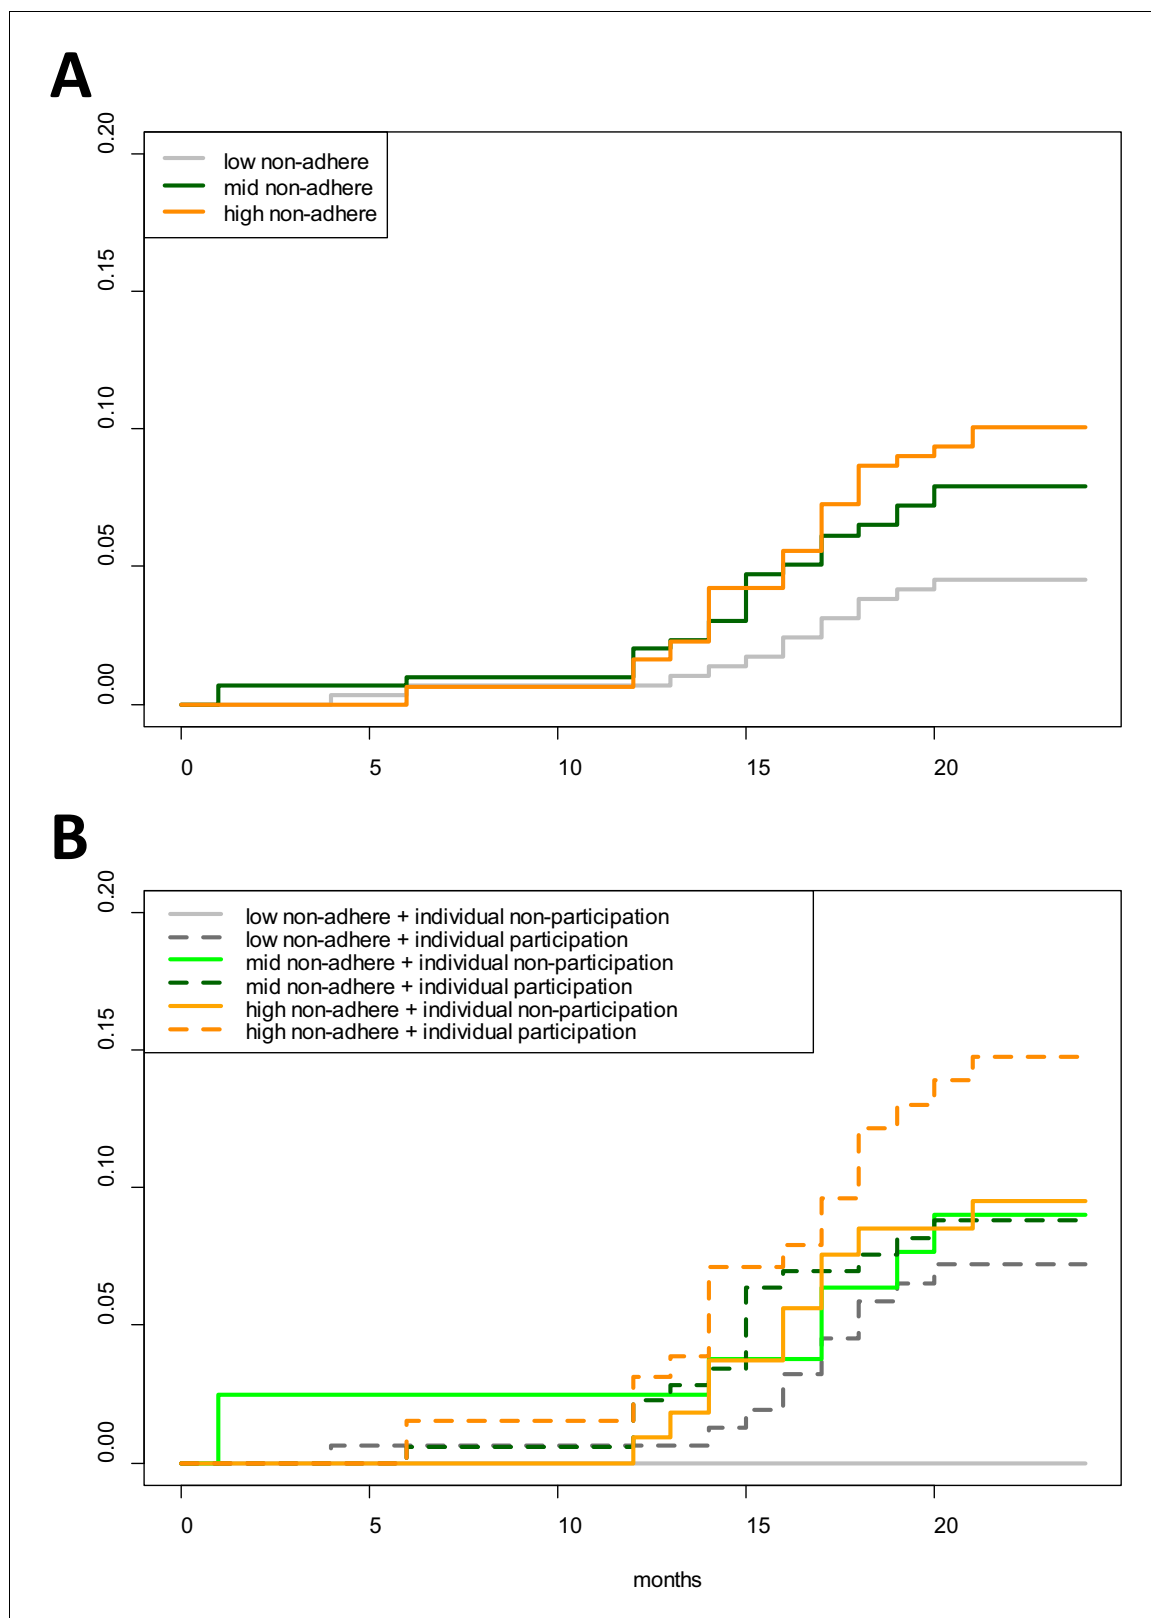 A
0.20
low non-adhere
mid non-adhere
high non-adhere
0.15
0.10
0.05
0.00
0 5 10 15 20
B
0.20
low non-adhere + individual non-participation
low non-adhere + individual participation
mid non-adhere + individual non-participation
mid non-adhere + individual participation
high non-adhere + individual non-participation
high non-adhere + individual participation
0.15
0.10
0.05
0.00
0 5 10 15 20
months